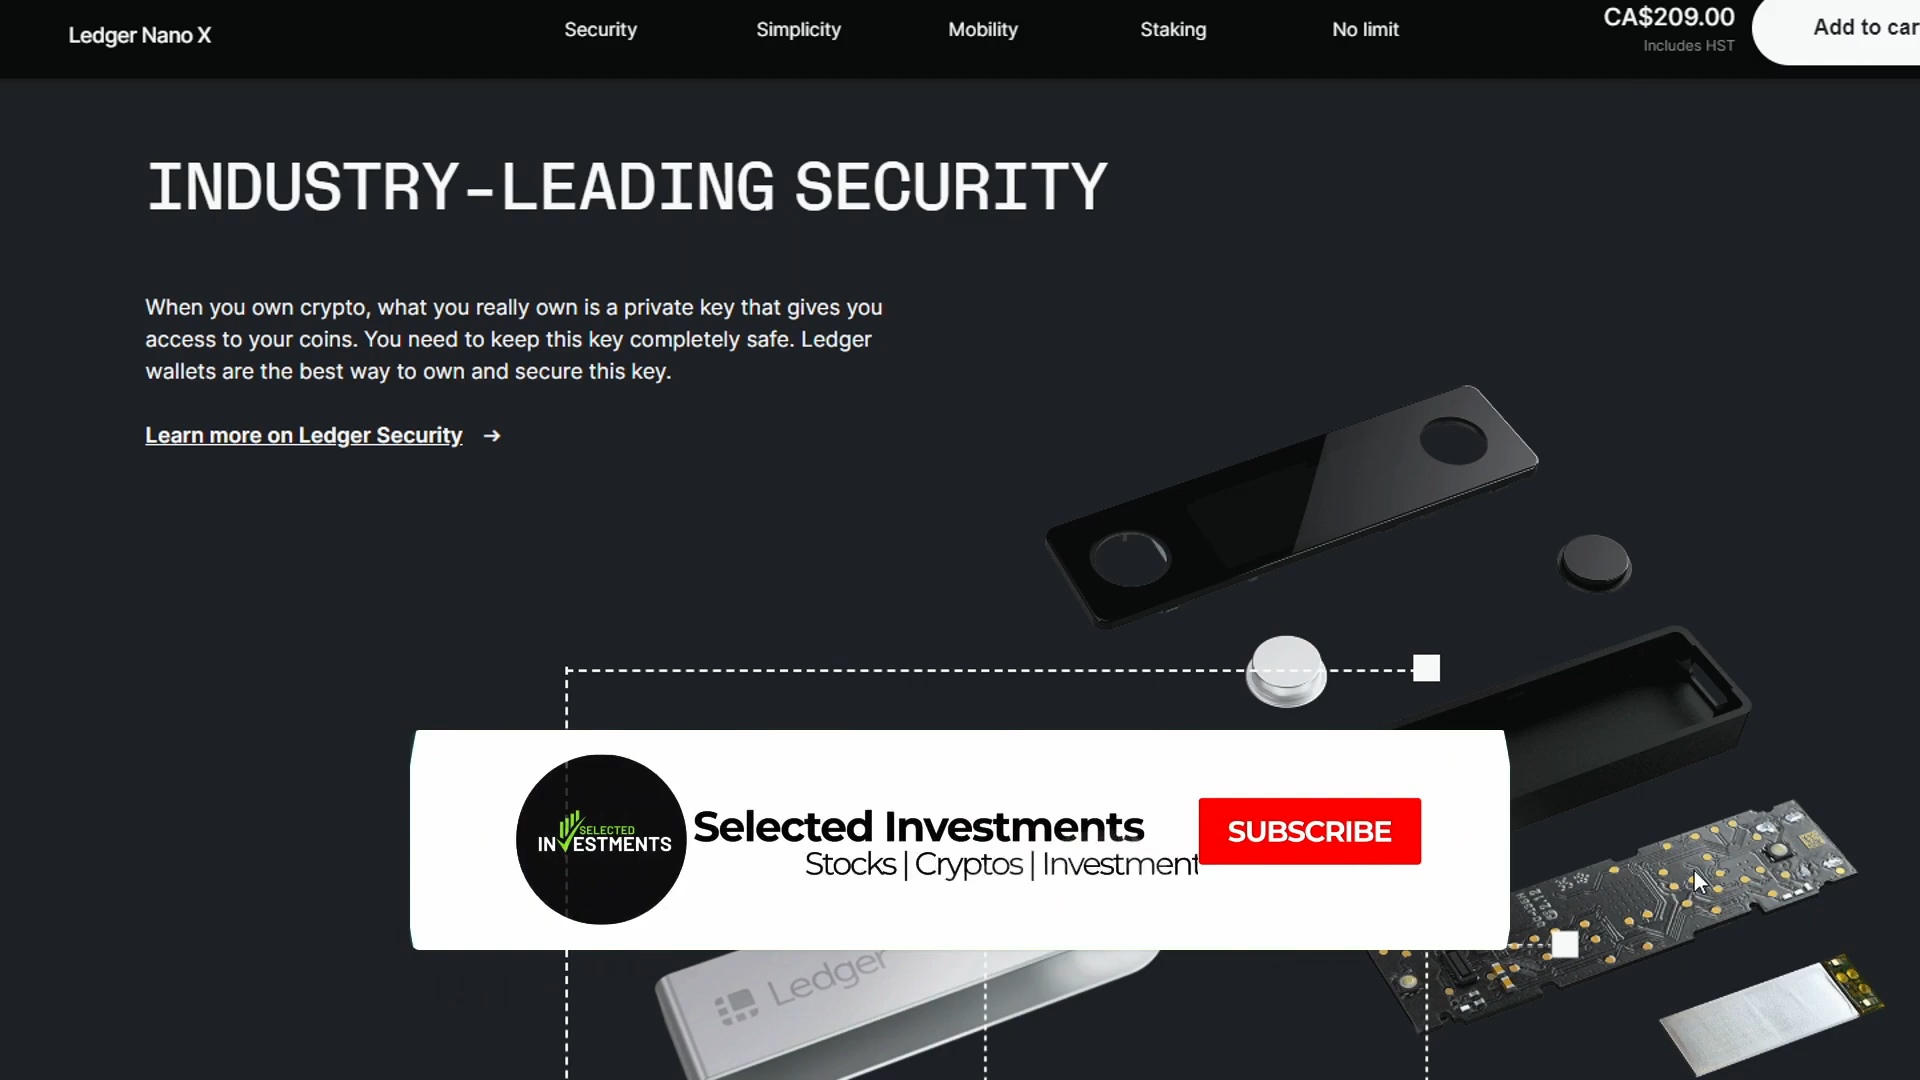 Ledger Nano X
Security
Simplicity
Mobility
Staking
No limit
CA$209.00
Includes HST
Add to car
INDUSTRY-LEADING SECURITY
When you own crypto, what you really own is a private key that gives you
access to your coins. You need to keep this key completely safe. Ledger
wallets are the best way to own and secure this key.
Learn more on Ledger Security →
SELECTED
INVESTMENTS
Selected Investments
Stocks | Cryptos | Investment
SUBSCRIBE
Ledger